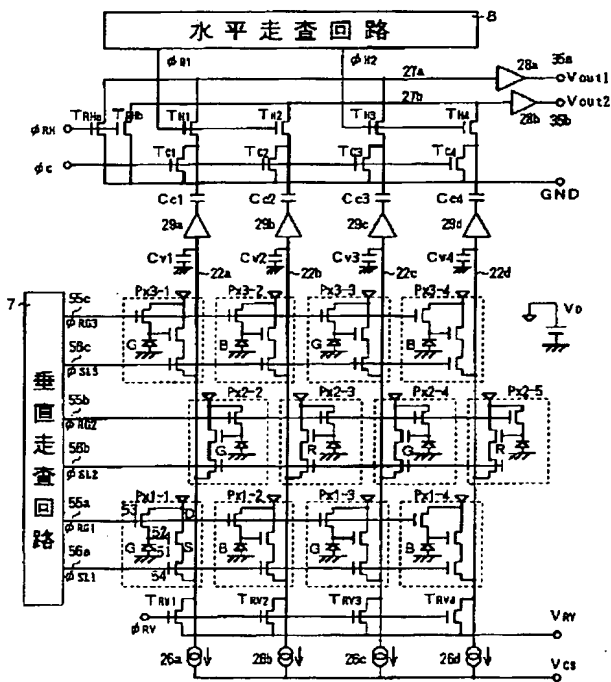 水平走査回路 8
φH1 φH2 27a 28a 35a
Vout1
27b
Vout2
28b 35b
TRHa TRHb TH1 TH2 TH3 TH4
φRH
TC1 TC2 TC3 TC4
φC
GND
Cc1 Cc2 Cc3 Cc4
29a 29b 29c 29d
Cv1 Cv2 Cv3 Cv4
22a 22b 22c 22d
7
垂直走査回路
55c
Px3-1 Px3-2 Px3-3 Px3-4
VD
φRG3
56c
G B G B
φSL3
55b
Px2-2 Px2-3 Px2-4 Px2-5
φRG2
56b
G R G R
φSL2
55a
Px1-1 Px1-2 Px1-3 Px1-4
53 D
φRG1
52
56a
G 51 S B G B
54
φSL1
TRV1 TRV2 TRV3 TRV4
φRV
VRV
26a 26b 26c 26d
VCS